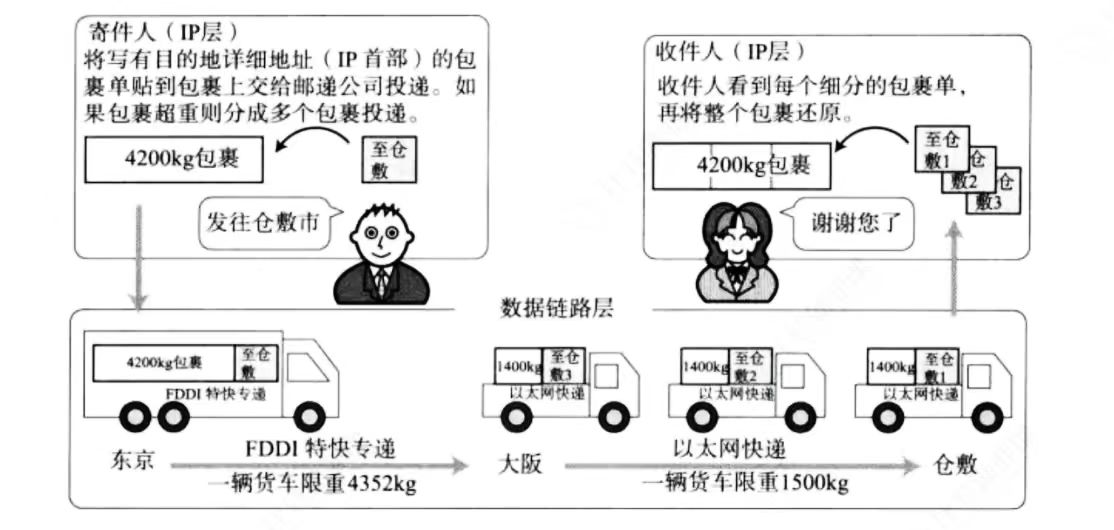 寄件人（IP层）
将写有目的地详细地址（IP 首部）的包
裹单贴到包裹上交给邮递公司投递。如
果包裹超重则分成多个包裹投递。
4200kg包裹
至仓
敷
发往仓敷市
收件人（IP层）
收件人看到每个细分的包裹单，
再将整个包裹还原。
4200kg包裹
至仓
敷1
仓
敷2
仓
敷3
谢谢您了
数据链路层
4200kg包裹
至仓
敷
FDDI 特快专递
1400kg
至仓
敷3
以太网快递
1400kg
至仓
敷2
以太网快递
1400kg
至仓
敷1
以太网快递
东京
FDDI 特快专递
一辆货车限重4352kg
大阪
以太网快递
一辆货车限重1500kg
仓敷